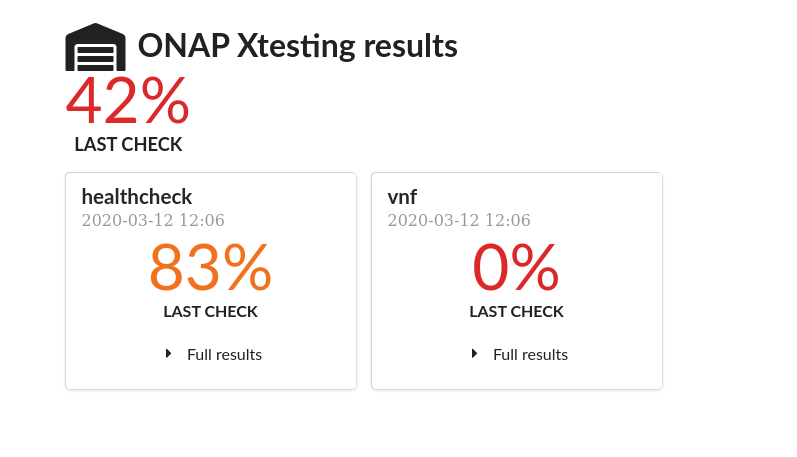 ONAP Xtesting results
42%
LAST CHECK
healthcheck
2020-03-12 12:06
83%
LAST CHECK
Full results
vnf
2020-03-12 12:06
0%
LAST CHECK
Full results